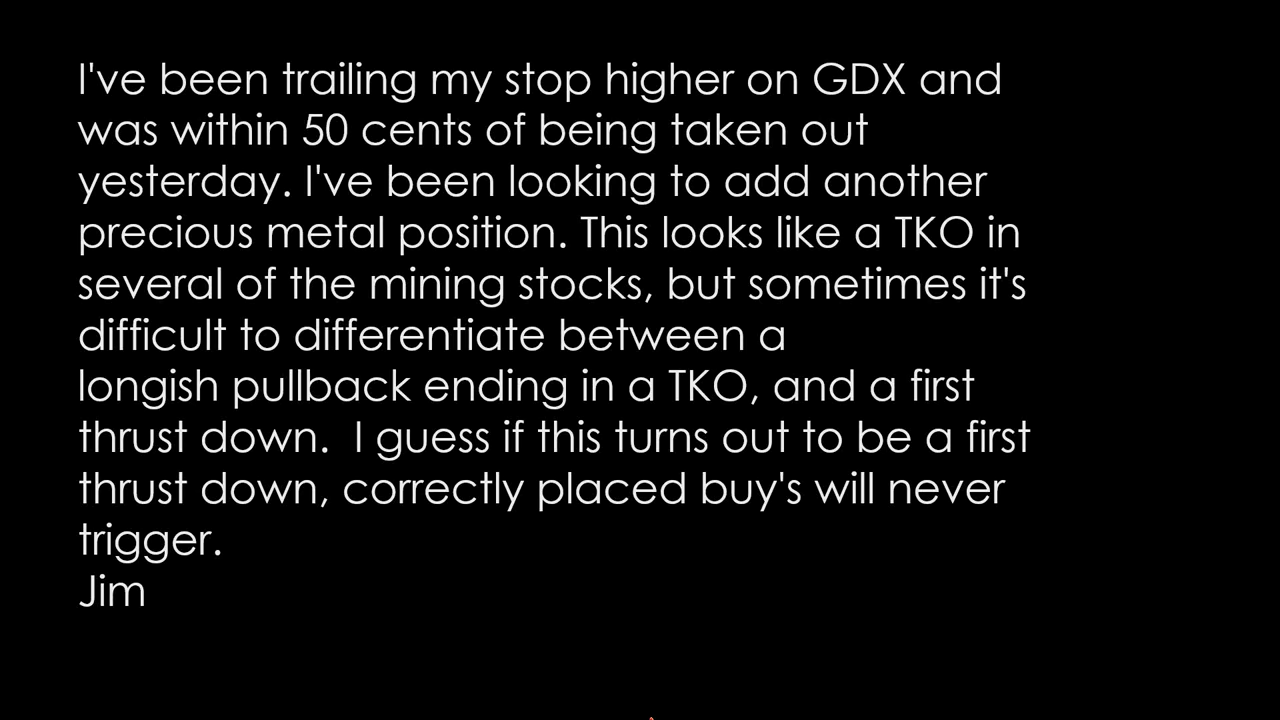 I've been trailing my stop higher on GDX and
was within 50 cents of being taken out
yesterday. I've been looking to add another
precious metal position. This looks like a TKO in
several of the mining stocks, but sometimes it's
difficult to differentiate between a
longish pullback ending in a TKO, and a first
thrust down.  I guess if this turns out to be a first
thrust down, correctly placed buy's will never
trigger.
Jim